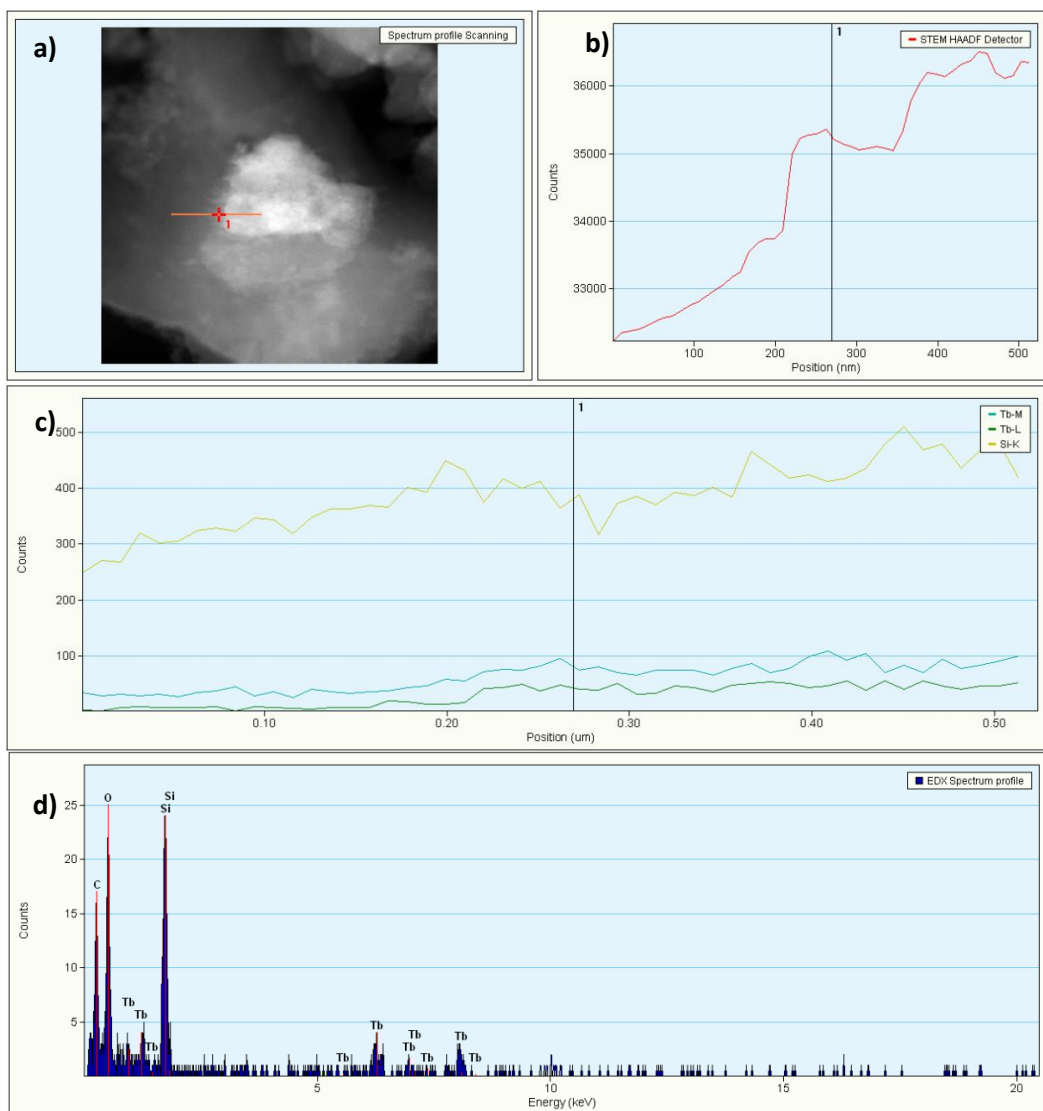 a)
Spectrum profile Scanning
1
b)
1
STEM HAADF Detector
36000
35000
34000
33000
Counts
100 200 300 400 500
Position (nm)
c)
1
Tb-M
Tb-L
Si-K
500
400
300
200
100
Counts
0.10 0.20 0.30 0.40 0.50
Position (um)
d)
EDX Spectrum profile
25
20
15
10
5
Counts
O
C
Si
Si
Tb
Tb
Tb
Tb
Tb
Tb
Tb
Tb
Tb
Tb
5 10 15 20
Energy (keV)